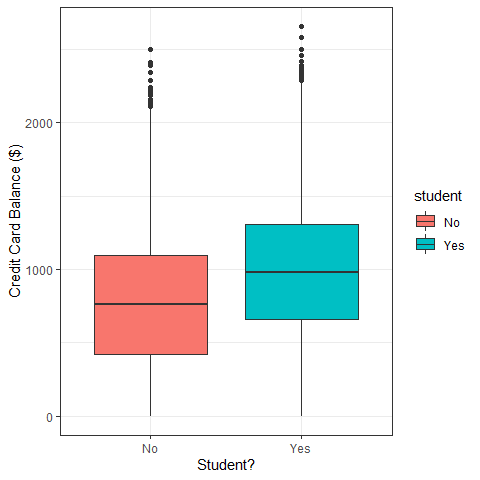 Credit Card Balance ($)
2000
1000
0
No
Yes
Student?
student
No
Yes